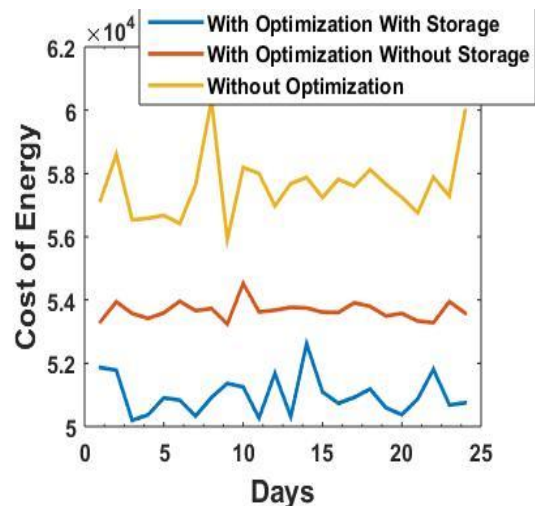 ×10⁴
With Optimization With Storage
With Optimization Without Storage
Without Optimization
6.2
6
5.8
5.6
5.4
5.2
5
Cost of Energy
0 5 10 15 20 25
Days